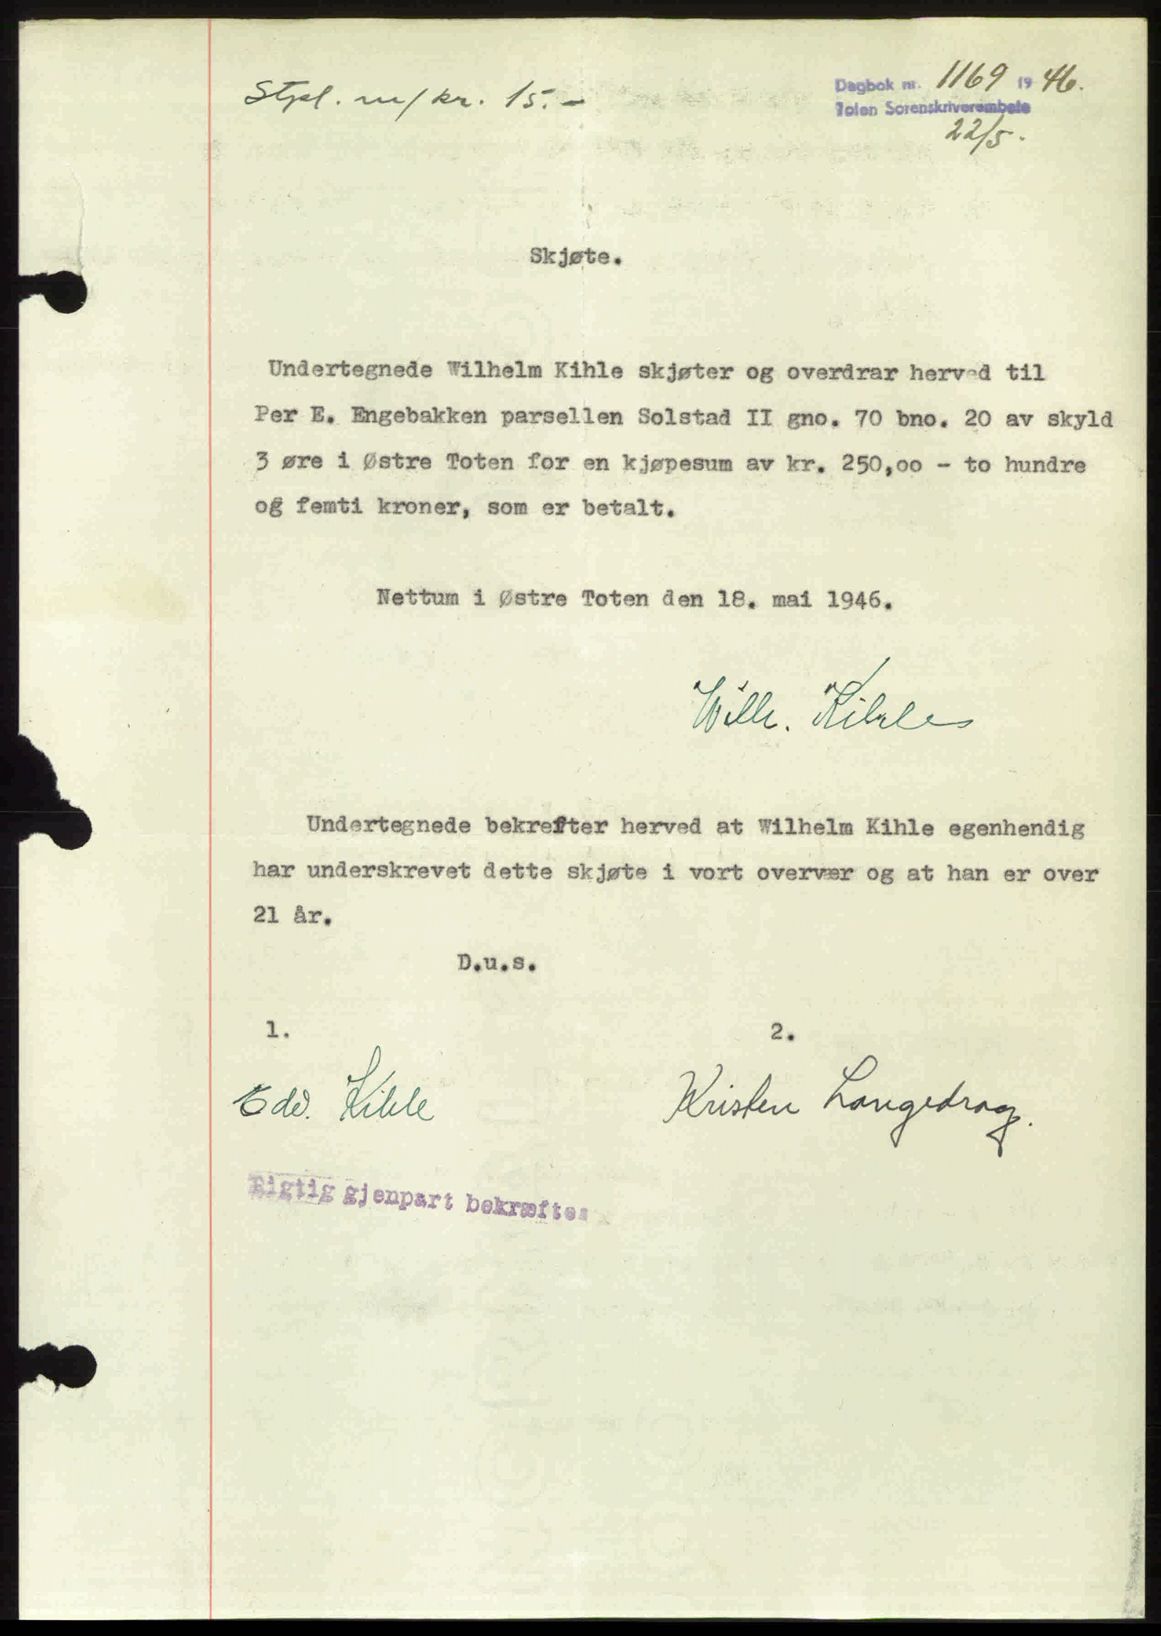 Stpl. m/ kr. 15.-
Dagbok nr. 1169 1946.
Toten Sorenskriverembete
22/5.
Skjøte.
Undertegnede Wilhelm Kihle skjøter og overdrar herved til
Per E. Engebakken parsellen Solstad II gno. 70 bno. 20 av skyld
3 øre i Østre Toten for en kjøpesum av kr. 250,oo - to hundre
og femti kroner, som er betalt.
Nettum i Østre Toten den 18. mai 1946.
Wilh. Kihle
Undertegnede bekrefter herved at Wilhelm Kihle egenhendig
har underskrevet dette skjøte i vort overvær og at han er over
21 år.
D.u.s.
1. 2.
Edv. Kihle Kristen Langedrag.
Rigtig gjenpart bekræftes